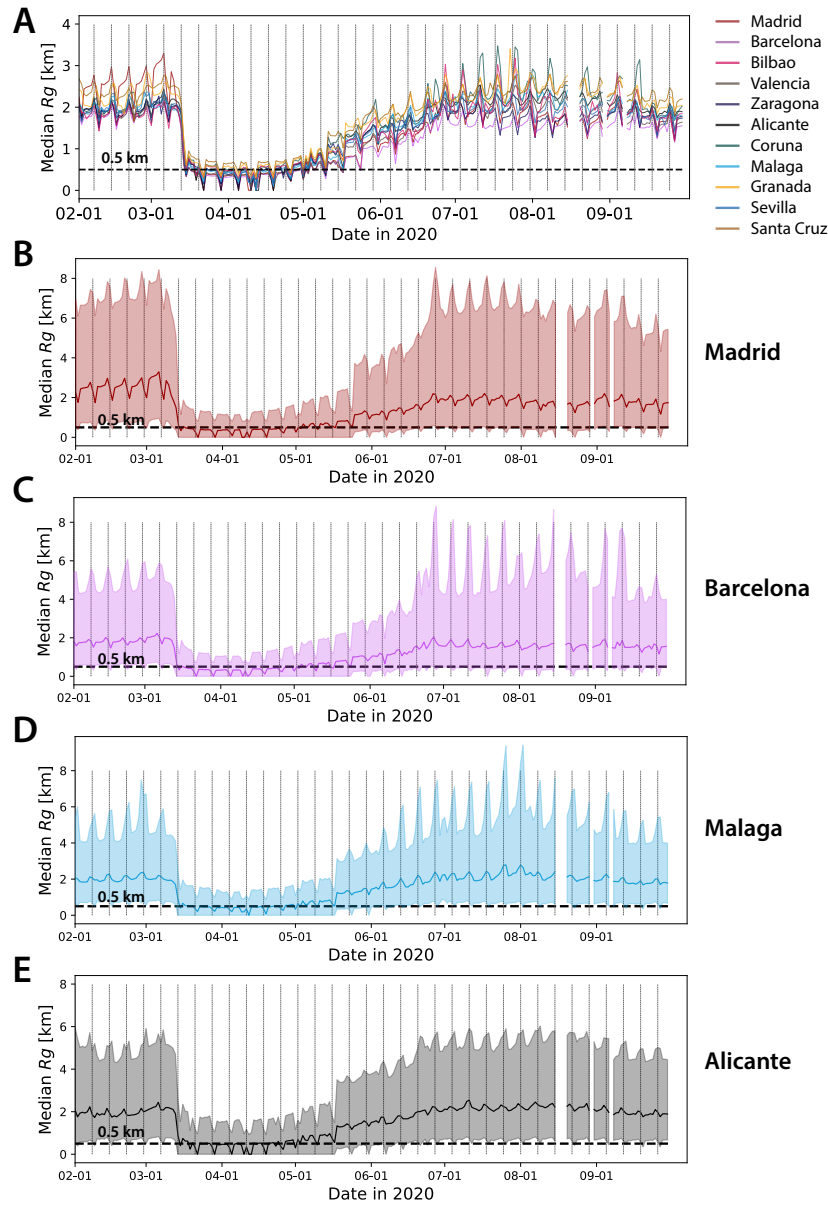 A
Median Rg [km]
4
3
2
1
0
0.5 km
02-01 03-01 04-01 05-01 06-01 07-01 08-01 09-01
Date in 2020
Madrid
Barcelona
Bilbao
Valencia
Zaragona
Alicante
Coruna
Malaga
Granada
Sevilla
Santa Cruz
B
Median Rg [km]
8
6
4
2
0
0.5 km
02-01 03-01 04-01 05-01 06-01 07-01 08-01 09-01
Date in 2020
Madrid
C
Median Rg [km]
8
6
4
2
0
0.5 km
02-01 03-01 04-01 05-01 06-01 07-01 08-01 09-01
Date in 2020
Barcelona
D
Median Rg [km]
8
6
4
2
0
0.5 km
02-01 03-01 04-01 05-01 06-01 07-01 08-01 09-01
Date in 2020
Malaga
E
Median Rg [km]
8
6
4
2
0
0.5 km
02-01 03-01 04-01 05-01 06-01 07-01 08-01 09-01
Date in 2020
Alicante